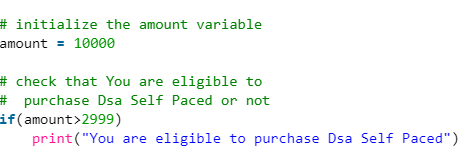 # initialize the amount variable
amount = 10000
# check that You are eligible to
#  purchase Dsa Self Paced or not
if(amount>2999)
    print("You are eligible to purchase Dsa Self Paced")